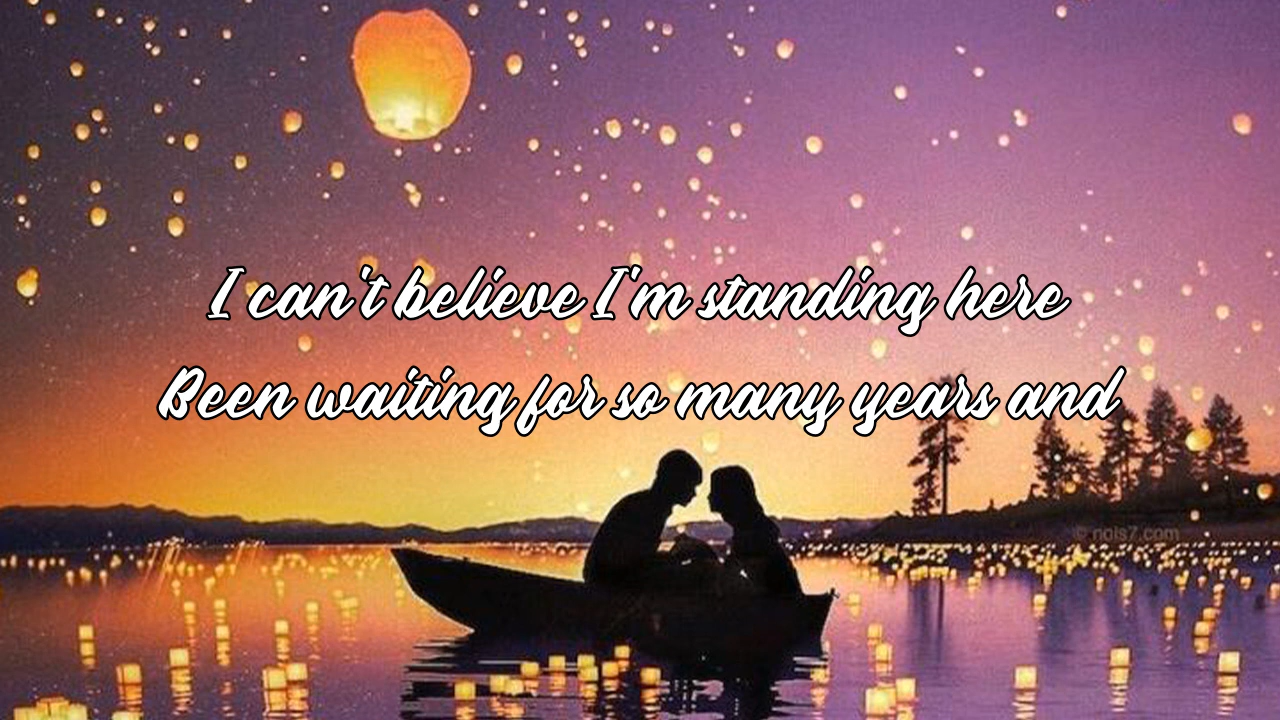 I can't believe I'm standing here
Been waiting for so many years and
© nois7.com